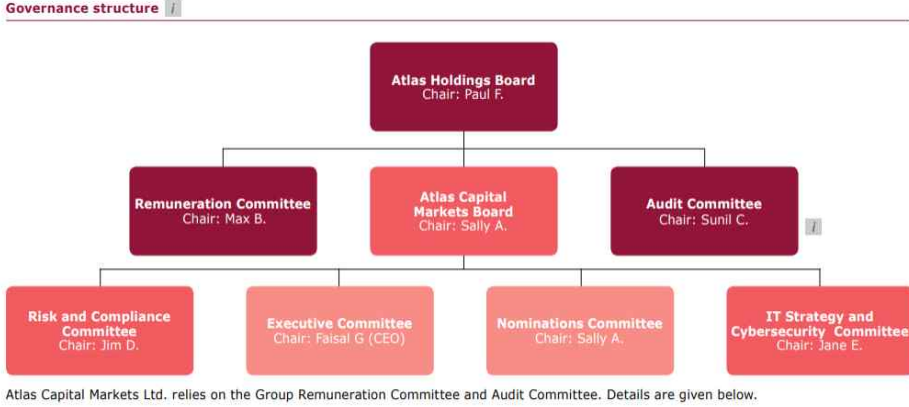 Governance structure i
Atlas Holdings Board
Chair: Paul F.
Remuneration Committee
Chair: Max B.
Atlas Capital
Markets Board
Chair: Sally A.
Audit Committee
Chair: Sunil C.
i
Risk and Compliance
Committee
Chair: Jim D.
Executive Committee
Chair: Faisal G (CEO)
Nominations Committee
Chair: Sally A.
IT Strategy and
Cybersecurity Committee
Chair: Jane E.
Atlas Capital Markets Ltd. relies on the Group Remuneration Committee and Audit Committee. Details are given below.